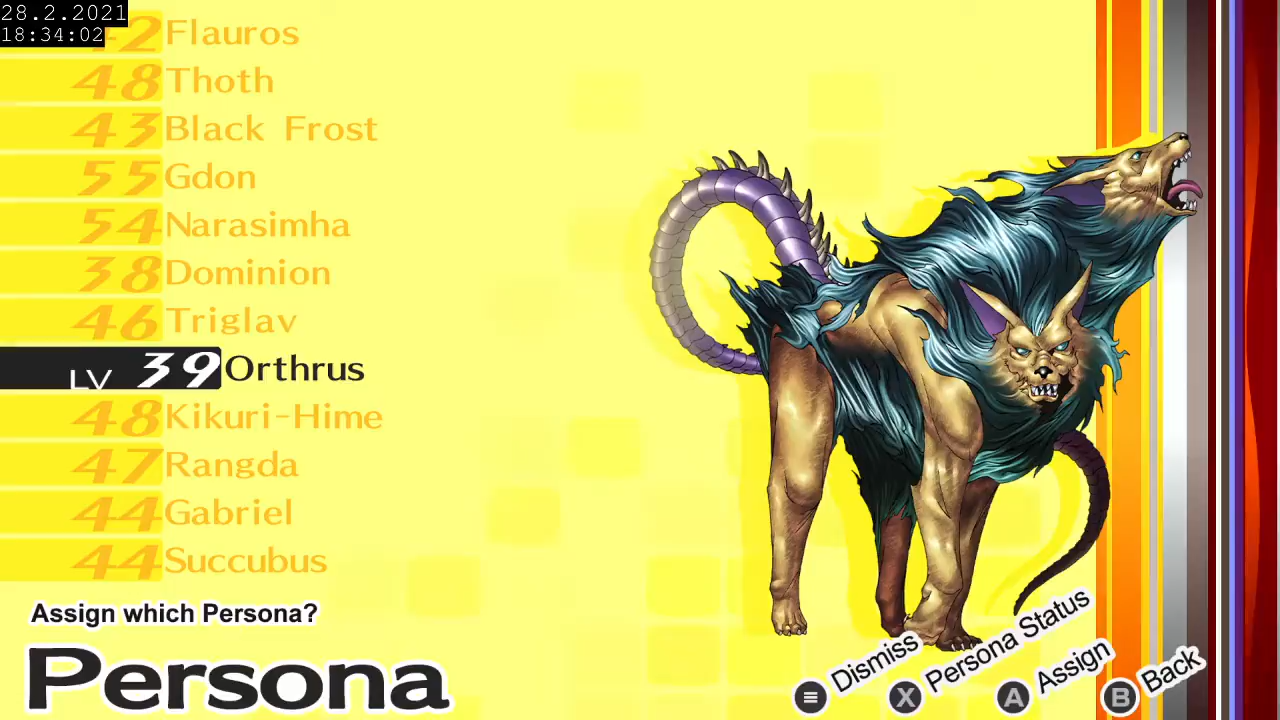 28.2.2021
18:34:02
2 Flauros
48 Thoth
43 Black Frost
55 Gdon
54 Narasimha
38 Dominion
46 Triglav
LV 39 Orthrus
48 Kikuri-Hime
47 Rangda
44 Gabriel
44 Succubus
Assign which Persona?
Persona
Dismiss
X Persona Status
A Assign
B Back